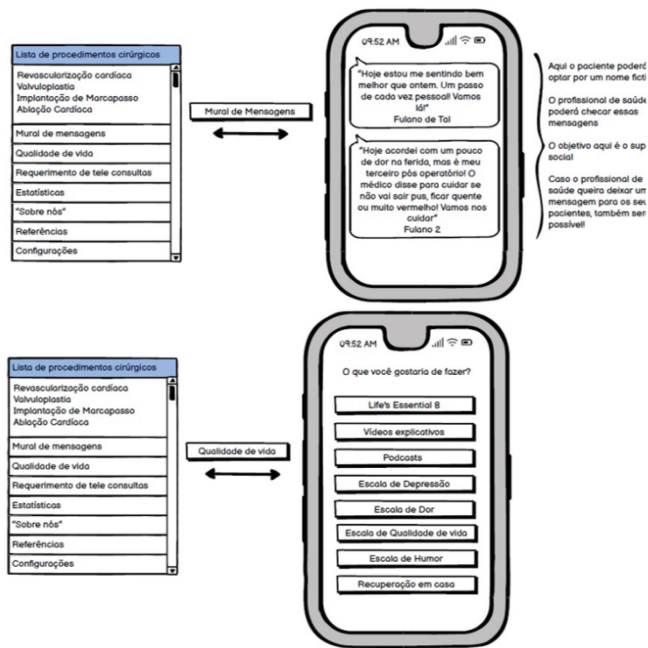 Lista de procedimentos cirúrgicos
Revascularização cardíaca
Valvuloplastia
Implantação de Marcapasso
Ablação Cardíaca
Mural de mensagens
Qualidade de vida
Requerimento de tele consultas
Estatísticas
"Sobre nós"
Referências
Configurações
Mural de Mensagens
09:52 AM
"Hoje estou me sentindo bem
melhor que ontem. Um passo
de cada vez pessoal! Vamos
lá!"
Fulano de Tal
"Hoje acordei com um pouco
de dor na ferida, mas é meu
terceiro pós operatório! O
médico disse para cuidar se
não vai sair pus, ficar quente
ou muito vermelho! Vamos nos
cuidar"
Fulano 2
Aqui o paciente poderá
optar por um nome ficti
O profissional de saúde
poderá checar essas
mensagens
O objetivo aqui é o sup
social
Caso o profissional de
saúde queira deixar um
mensagem para os seu
pacientes, também ser
possível!
Lista de procedimentos cirúrgicos
Revascularização cardíaca
Valvuloplastia
Implantação de Marcapasso
Ablação Cardíaca
Mural de mensagens
Qualidade de vida
Requerimento de tele consultas
Estatísticas
"Sobre nós"
Referências
Configurações
Qualidade de vida
09:52 AM
O que você gostaria de fazer?
Life's Essential 8
Vídeos explicativos
Podcasts
Escala de Depressão
Escala de Dor
Escala de Qualidade de vida
Escala de Humor
Recuperação em casa